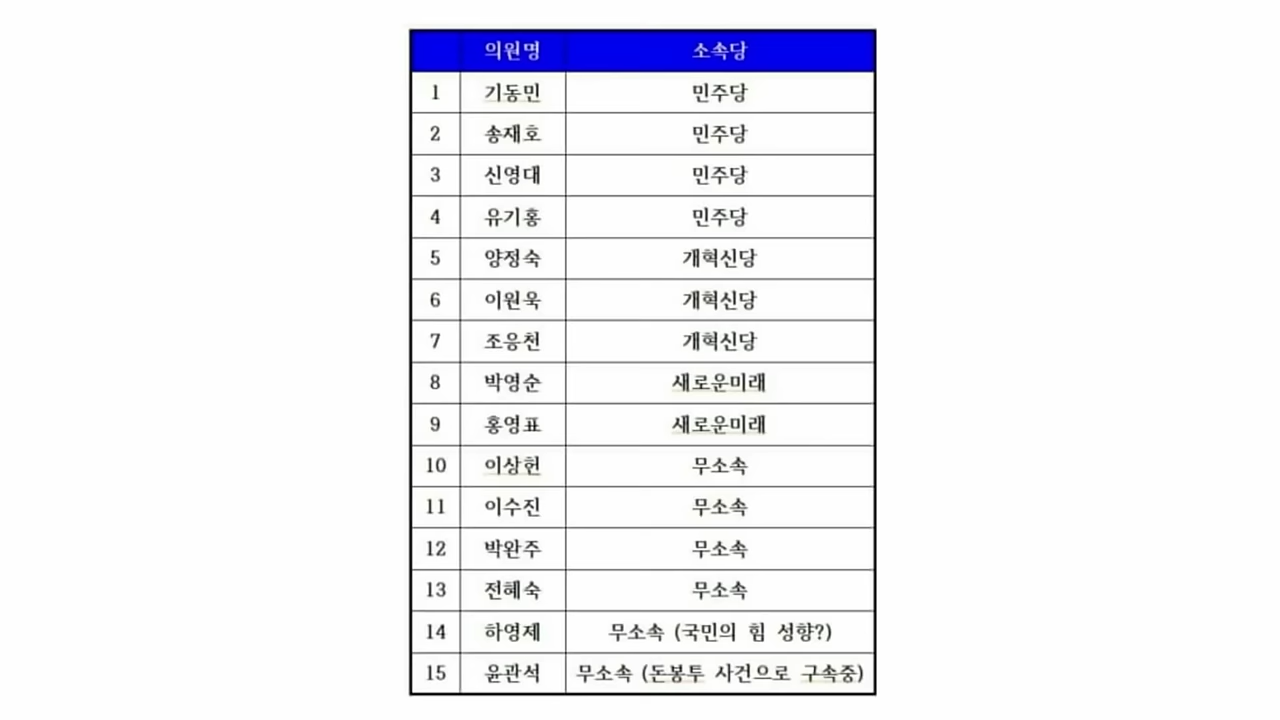 의원명 소속당
1 기동민 민주당
2 송재호 민주당
3 신영대 민주당
4 유기홍 민주당
5 양정숙 개혁신당
6 이원욱 개혁신당
7 조응천 개혁신당
8 박영순 새로운미래
9 홍영표 새로운미래
10 이상헌 무소속
11 이수진 무소속
12 박완주 무소속
13 전혜숙 무소속
14 하영제 무소속 (국민의 힘 성향?)
15 윤관석 무소속 (돈봉투 사건으로 구속중)